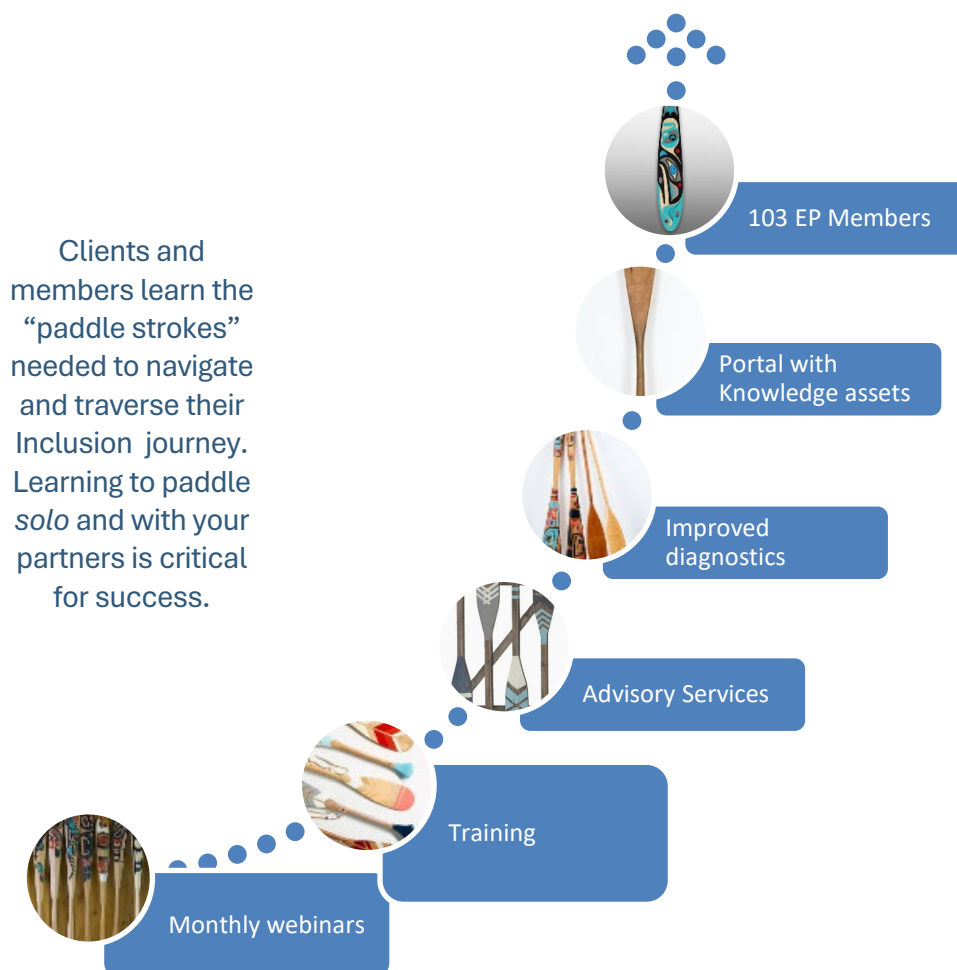 Clients and
members learn the
“paddle strokes”
needed to navigate
and traverse their
Inclusion journey.
Learning to paddle
solo and with your
partners is critical
for success.
103 EP Members
Portal with
Knowledge assets
Improved
diagnostics
Advisory Services
Training
Monthly webinars